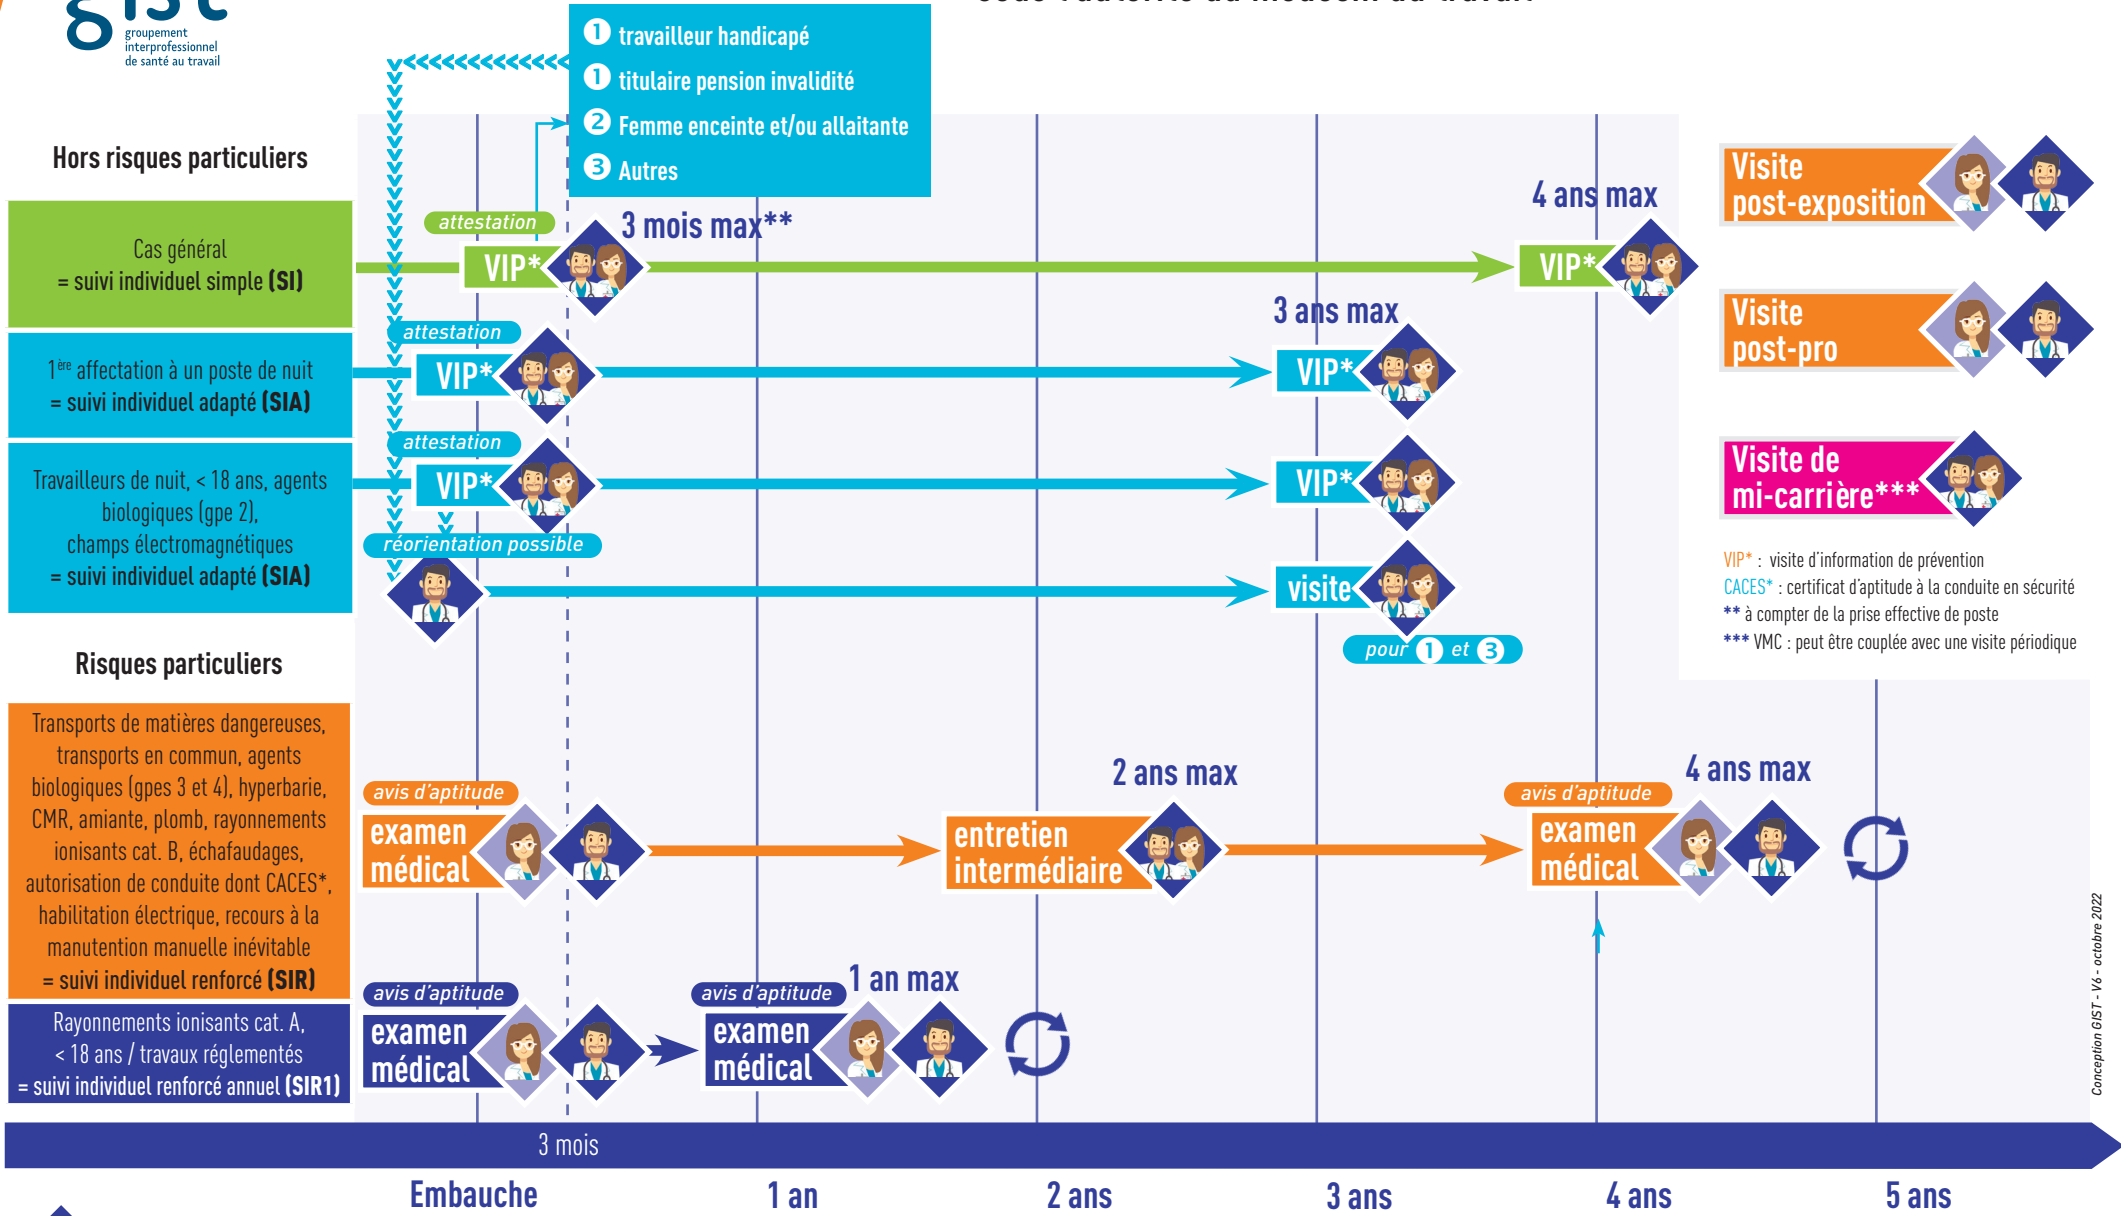 gist
groupement
interprofessionnel
de santé au travail
1 travailleur handicapé
1 titulaire pension invalidité
2 Femme enceinte et/ou allaitante
3 Autres
Hors risques particuliers
Cas général
= suivi individuel simple (SI)
attestation
VIP*
3 mois max**
4 ans max
VIP*
1ère affectation à un poste de nuit
= suivi individuel adapté (SIA)
attestation
VIP*
3 ans max
VIP*
Travailleurs de nuit, < 18 ans, agents
biologiques (gpe 2),
champs électromagnétiques
= suivi individuel adapté (SIA)
attestation
VIP*
VIP*
réorientation possible
visite
pour 1 et 3
Visite
post-exposition
Visite
post-pro
Visite de
mi-carrière***
VIP* : visite d'information de prévention
CACES* : certificat d'aptitude à la conduite en sécurité
** à compter de la prise effective de poste
*** VMC : peut être couplée avec une visite périodique
Risques particuliers
Transports de matières dangereuses,
transports en commun, agents
biologiques (gpes 3 et 4), hyperbarie,
CMR, amiante, plomb, rayonnements
ionisants cat. B, échafaudages,
autorisation de conduite dont CACES*,
habilitation électrique, recours à la
manutention manuelle inévitable
= suivi individuel renforcé (SIR)
avis d'aptitude
examen
médical
2 ans max
entretien
intermédiaire
4 ans max
avis d'aptitude
examen
médical
Rayonnements ionisants cat. A,
< 18 ans / travaux réglementés
= suivi individuel renforcé annuel (SIR1)
avis d'aptitude
examen
médical
avis d'aptitude
1 an max
examen
médical
Conception GIST - V6 - octobre 2022
3 mois
Embauche
1 an
2 ans
3 ans
4 ans
5 ans